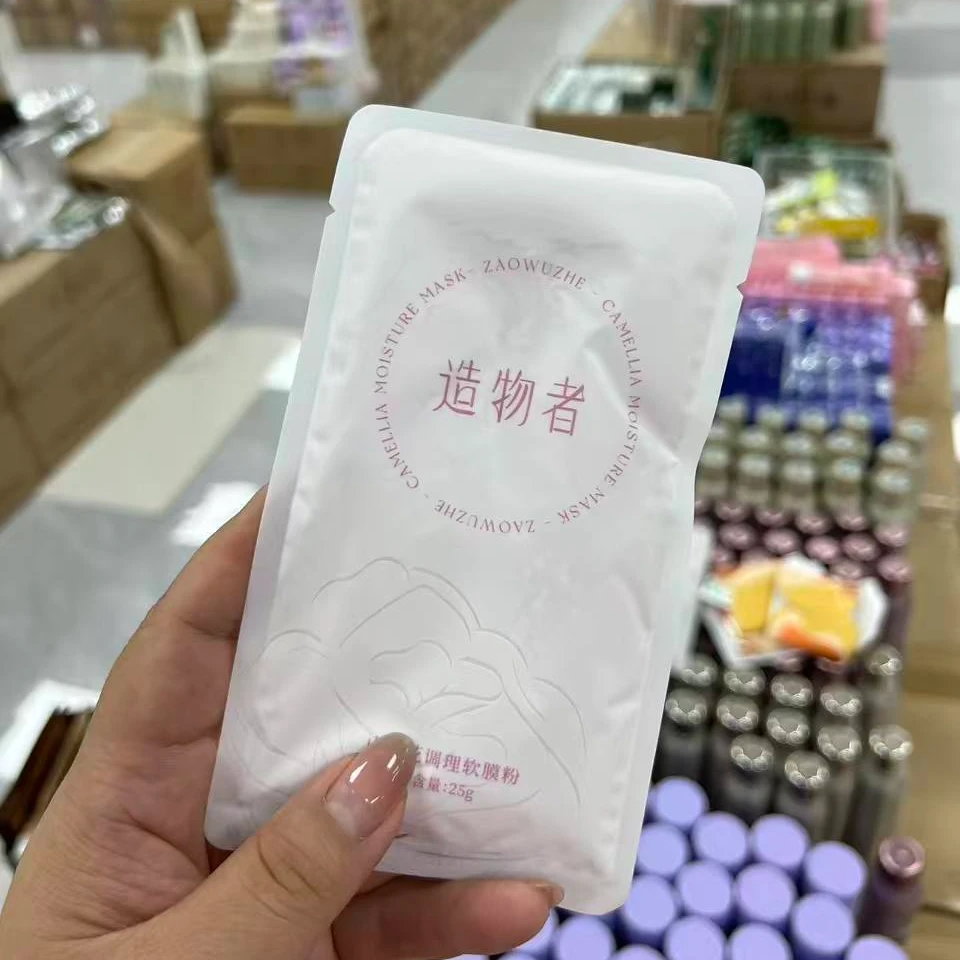 CAMELLIA MOISTURE MASK - ZAOWUZHE - CAMELLIA MOISTURE MASK - ZAOWUZHE -
造物者
调理软膜粉
含量:25g